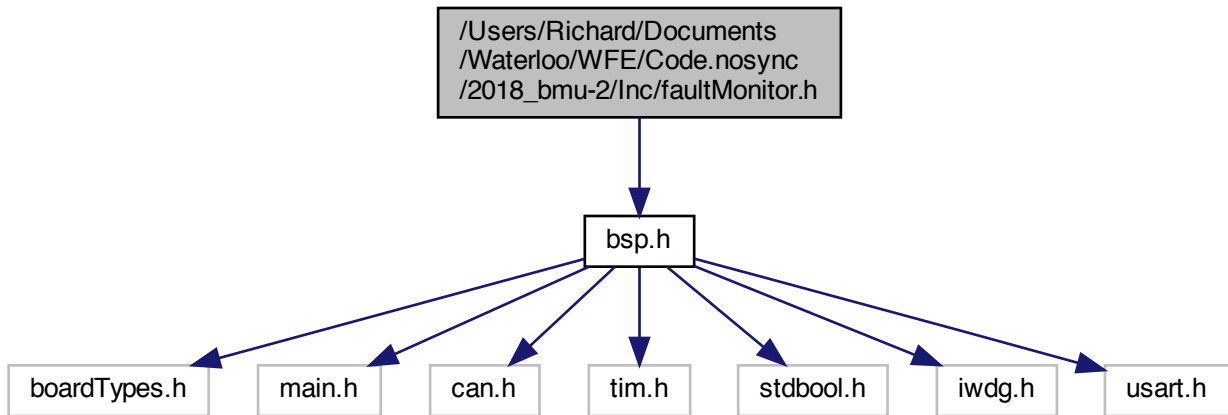 /Users/Richard/Documents
/Waterloo/WFE/Code.nosync
/2018_bmu-2/Inc/faultMonitor.h
bsp.h
boardTypes.h
main.h
can.h
tim.h
stdbool.h
iwdg.h
usart.h